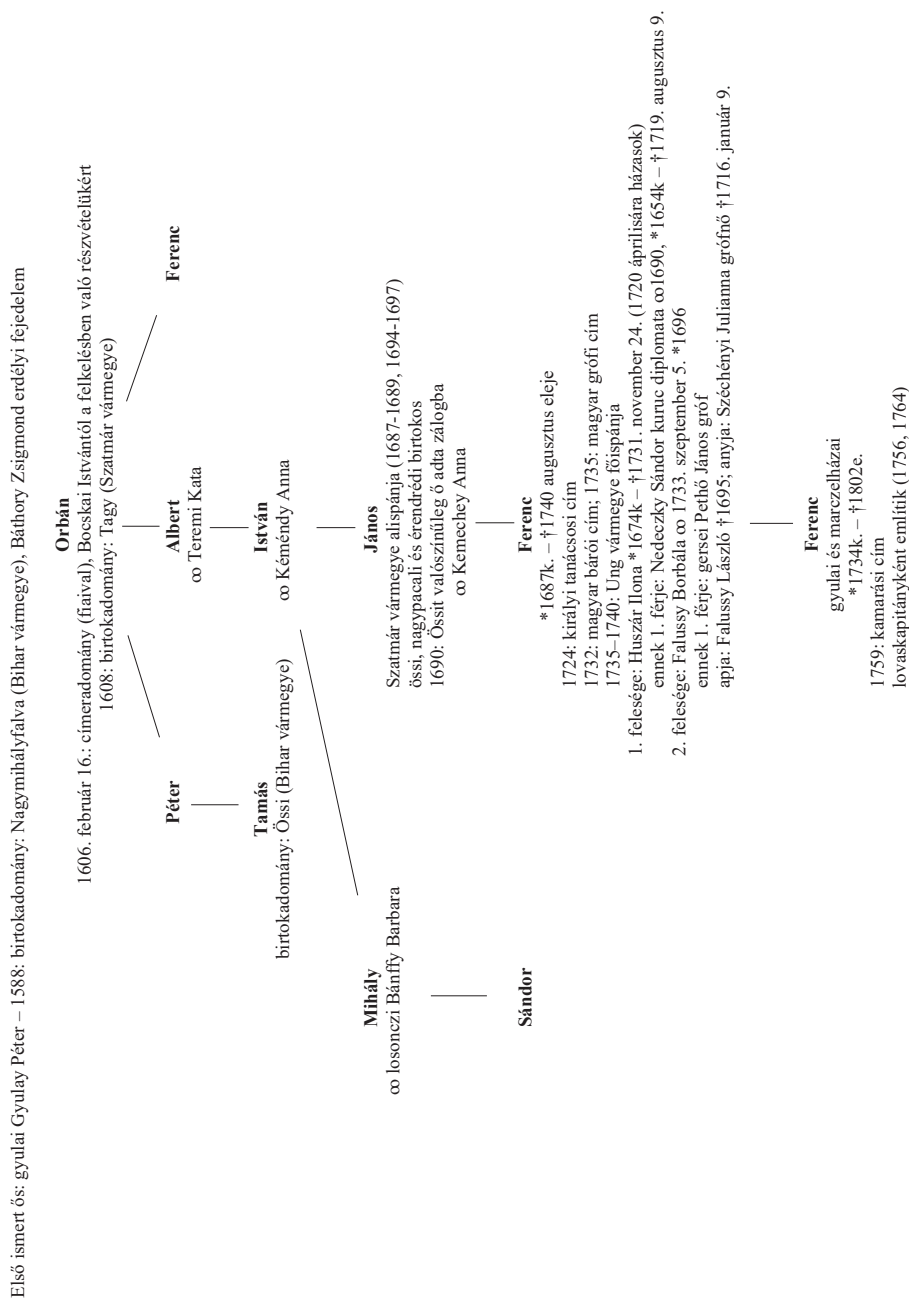 Első ismert ős: gyulai Gyulay Péter – 1588: birtokadomány: Nagymihályfalva (Bihar vármegye), Báthory Zsigmond erdélyi fejedelem
Orbán
1606. február 16.: címeradomány (fiaival), Bocskai Istvántól a felkelésben való részvételükért
1608: birtokadomány: Tagy (Szatmár vármegye)
Péter
Albert
ꝏ Teremi Kata
Ferenc
Tamás
birtokadomány: Össi (Bihar vármegye)
István
ꝏ Kéméndy Anna
Mihály
ꝏ losonczi Bánffy Barbara
János
Szatmár vármegye alispánja (1687-1689, 1694-1697)
össi, nagypacali és érendrédi birtokos
1690: Össit valószínűleg ő adta zálogba
ꝏ Kemechey Anna
Sándor
Ferenc
*1687k. – †1740 augusztus eleje
1724: királyi tanácsosi cím
1732: magyar bárói cím; 1735: magyar grófi cím
1735–1740: Ung vármegye főispánja
1. felesége: Huszár Ilona *1674k – †1731. november 24. (1720 áprilisára házasok)
ennek 1. férje: Nedeczky Sándor kuruc diplomata ꝏ1690, *1654k – †1719. augusztus 9.
2. felesége: Falussy Borbála ꝏ 1733. szeptember 5. *1696
ennek 1. férje: gersei Pethő János gróf
apja: Falussy László †1695; anyja: Széchényi Julianna grófnő †1716. január 9.
Ferenc
gyulai és marczelházai
*1734k. – †1802e.
1759: kamarási cím
lovaskapitányként említik (1756, 1764)